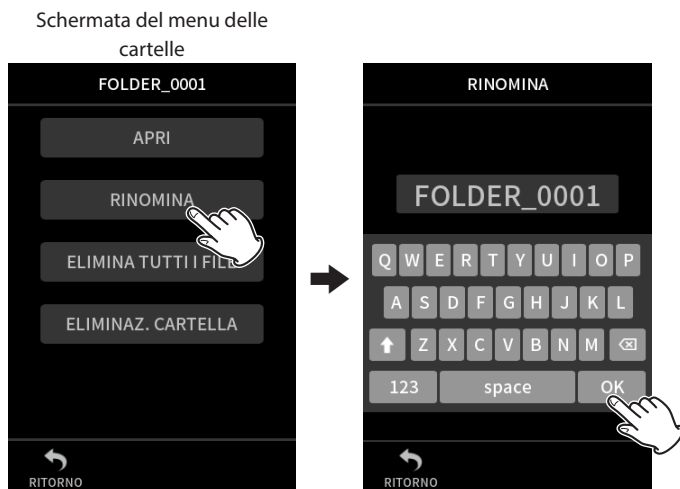 Schermata del menu delle
cartelle
FOLDER_0001
APRI
RINOMINA
ELIMINA TUTTI I FILE
ELIMINAZ. CARTELLA
RITORNO
RINOMINA
FOLDER_0001
Q W E R T Y U I O P
A S D F G H J K L
Z X C V B N M
123 space OK
RITORNO